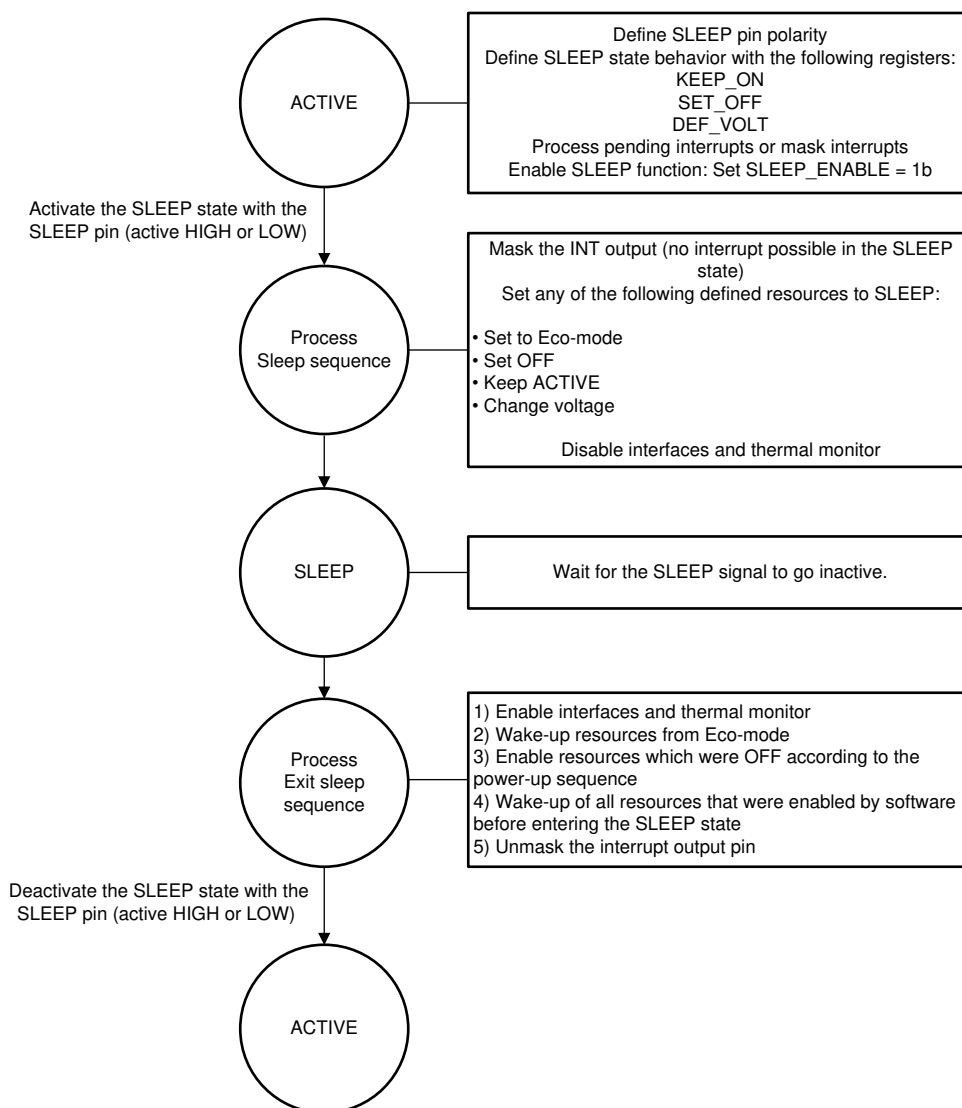 ACTIVE
Define SLEEP pin polarity
Define SLEEP state behavior with the following registers:
KEEP_ON
SET_OFF
DEF_VOLT
Process pending interrupts or mask interrupts
Enable SLEEP function: Set SLEEP_ENABLE = 1b
Activate the SLEEP state with the
SLEEP pin (active HIGH or LOW)
Process
Sleep sequence
Mask the INT output (no interrupt possible in the SLEEP
state)
Set any of the following defined resources to SLEEP:
• Set to Eco-mode
• Set OFF
• Keep ACTIVE
• Change voltage
Disable interfaces and thermal monitor
SLEEP
Wait for the SLEEP signal to go inactive.
Process
Exit sleep
sequence
1) Enable interfaces and thermal monitor
2) Wake-up resources from Eco-mode
3) Enable resources which were OFF according to the
power-up sequence
4) Wake-up of all resources that were enabled by software
before entering the SLEEP state
5) Unmask the interrupt output pin
Deactivate the SLEEP state with the
SLEEP pin (active HIGH or LOW)
ACTIVE